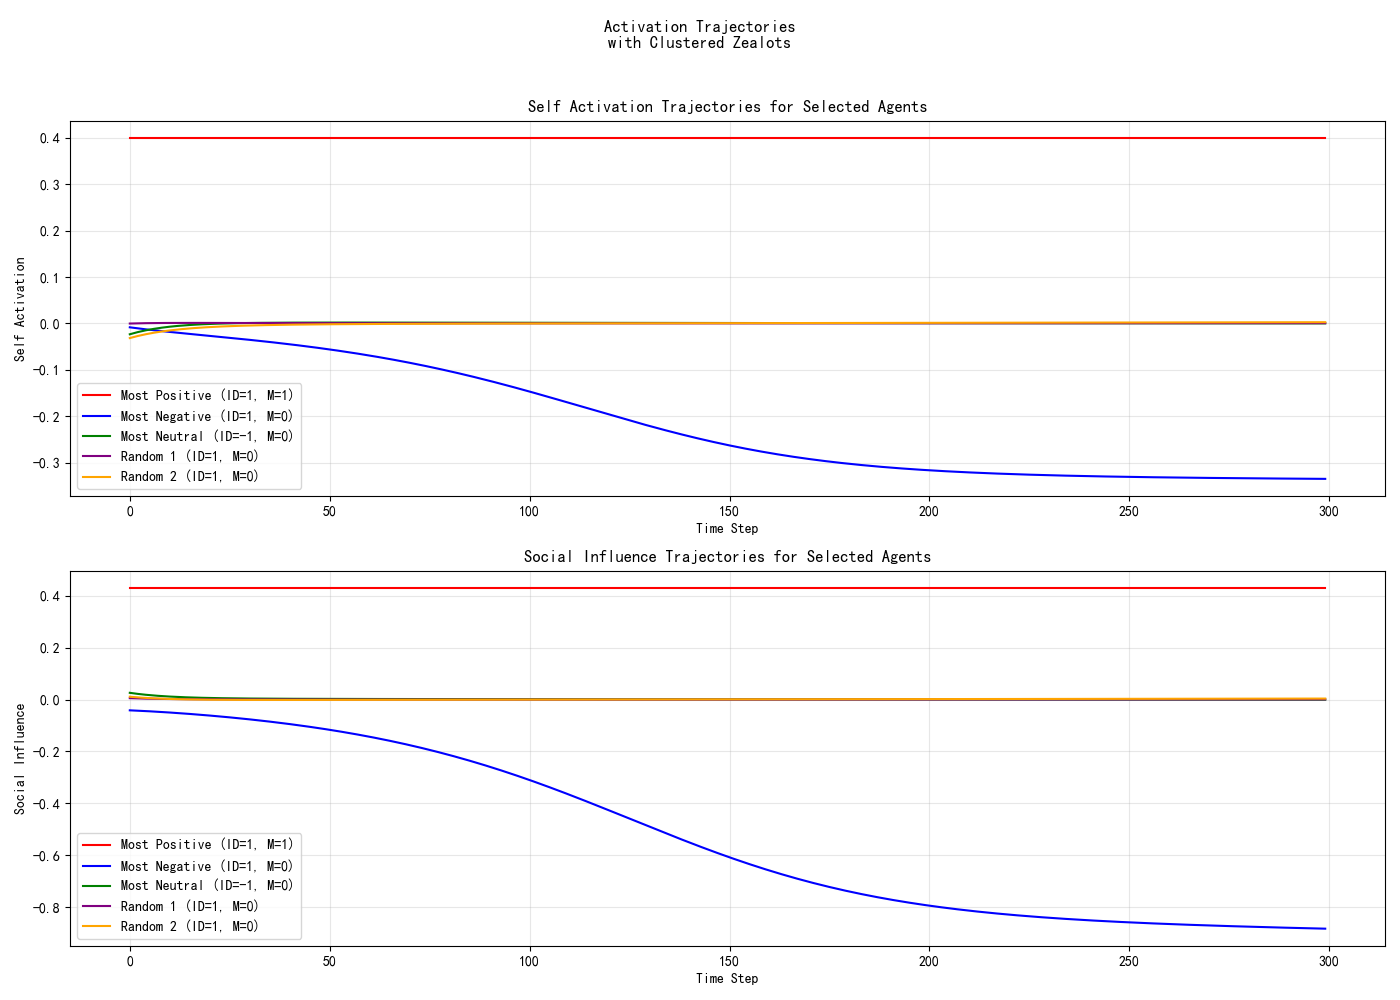 Activation Trajectories
with Clustered Zealots
Self Activation Trajectories for Selected Agents
Self Activation
0.4
0.3
0.2
0.1
0.0
−0.1
−0.2
−0.3
Most Positive (ID=1, M=1)
Most Negative (ID=1, M=0)
Most Neutral (ID=-1, M=0)
Random 1 (ID=1, M=0)
Random 2 (ID=1, M=0)
0 50 100 150 200 250 300
Time Step
Social Influence Trajectories for Selected Agents
Social Influence
0.4
0.2
0.0
−0.2
−0.4
−0.6
−0.8
Most Positive (ID=1, M=1)
Most Negative (ID=1, M=0)
Most Neutral (ID=-1, M=0)
Random 1 (ID=1, M=0)
Random 2 (ID=1, M=0)
0 50 100 150 200 250 300
Time Step